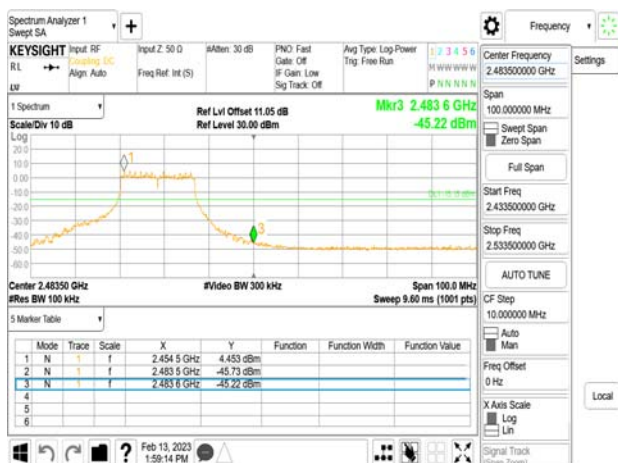 Spectrum Analyzer 1
Swept SA
+
Frequency
KEYSIGHT
RL
Input: RF
Coupling: DC
Align: Auto
Input Z: 50 Ω
Freq Ref: Int (S)
#Atten: 30 dB
PNO: Fast
Gate: Off
IF Gain: Low
Sig Track: Off
Avg Type: Log-Power
Trig: Free Run
1 2 3 4 5 6
M W W W W W
P N N N N N
Center Frequency
2.483500000 GHz
Settings
Span
100.000000 MHz
Swept Span
Zero Span
Full Span
Start Freq
2.433500000 GHz
Stop Freq
2.533500000 GHz
AUTO TUNE
CF Step
10.000000 MHz
Auto
Man
Freq Offset
0 Hz
X Axis Scale
Log
Lin
Signal Track
(Span Zoom)
Local
1 Spectrum
Scale/Div 10 dB
Ref Lvl Offset 11.05 dB
Ref Level 30.00 dBm
Mkr3 2.483 6 GHz
-45.22 dBm
Log
20.0
10.0
0.00
-10.0
-20.0
-30.0
-40.0
-50.0
-60.0
1
3
Center 2.48350 GHz
#Res BW 100 kHz
#Video BW 300 kHz
Span 100.0 MHz
Sweep 9.60 ms (1001 pts)
5 Marker Table
Mode Trace Scale X Y Function Function Width Function Value
1 N 1 f 2.454 5 GHz 4.453 dBm
2 N 1 f 2.483 5 GHz -45.73 dBm
3 N 1 f 2.483 6 GHz -45.22 dBm
4
5
6
?
Feb 13, 2023
1:59:14 PM